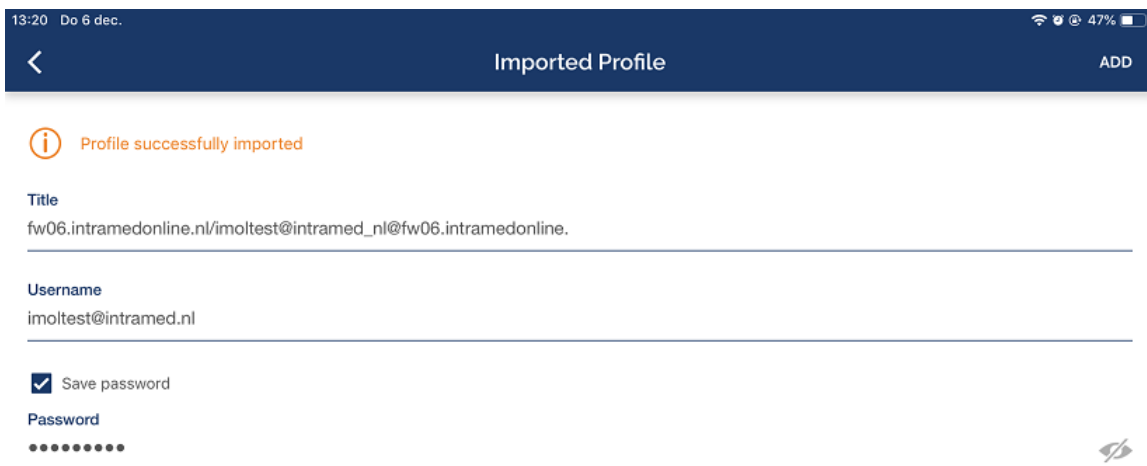 13:20 Do 6 dec. 47%
Imported Profile ADD
Profile successfully imported
Title
fw06.intramedonline.nl/imoltest@intramed_nl@fw06.intramedonline.
Username
imoltest@intramed.nl
Save password
Password
•••••••••